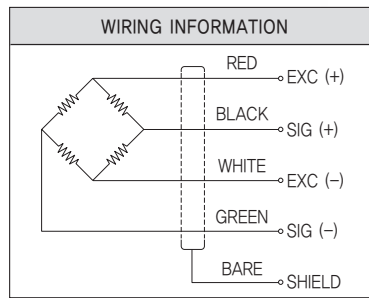 WIRING INFORMATION
RED EXC (+)
BLACK SIG (+)
WHITE EXC (−)
GREEN SIG (−)
BARE SHIELD